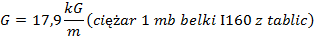 G = 17,9 kG/m (ciężar 1 mb belki I160 z tablic)